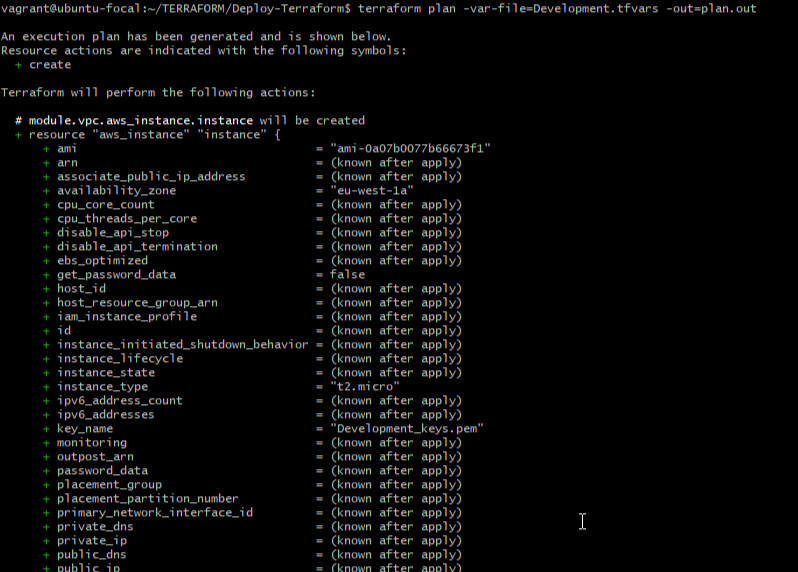 vagrant@ubuntu-focal:~/TERRAFORM/Deploy-Terraform$ terraform plan -var-file=Development.tfvars -out=plan.out
An execution plan has been generated and is shown below.
Resource actions are indicated with the following symbols:
+ create
Terraform will perform the following actions:
# module.vpc.aws_instance.instance will be created
+ resource "aws_instance" "instance" {
+ ami = "ami-0a07b0077b66673f1"
+ arn = (known after apply)
+ associate_public_ip_address = (known after apply)
+ availability_zone = "eu-west-1a"
+ cpu_core_count = (known after apply)
+ cpu_threads_per_core = (known after apply)
+ disable_api_stop = (known after apply)
+ disable_api_termination = (known after apply)
+ ebs_optimized = (known after apply)
+ get_password_data = false
+ host_id = (known after apply)
+ host_resource_group_arn = (known after apply)
+ iam_instance_profile = (known after apply)
+ id = (known after apply)
+ instance_initiated_shutdown_behavior = (known after apply)
+ instance_lifecycle = (known after apply)
+ instance_state = (known after apply)
+ instance_type = "t2.micro"
+ ipv6_address_count = (known after apply)
+ ipv6_addresses = (known after apply)
+ key_name = "Development_keys.pem"
+ monitoring = (known after apply)
+ outpost_arn = (known after apply)
+ password_data = (known after apply)
+ placement_group = (known after apply)
+ placement_partition_number = (known after apply)
+ primary_network_interface_id = (known after apply)
+ private_dns = (known after apply)
+ private_ip = (known after apply)
+ public_dns = (known after apply)
+ public_ip = (known after apply)